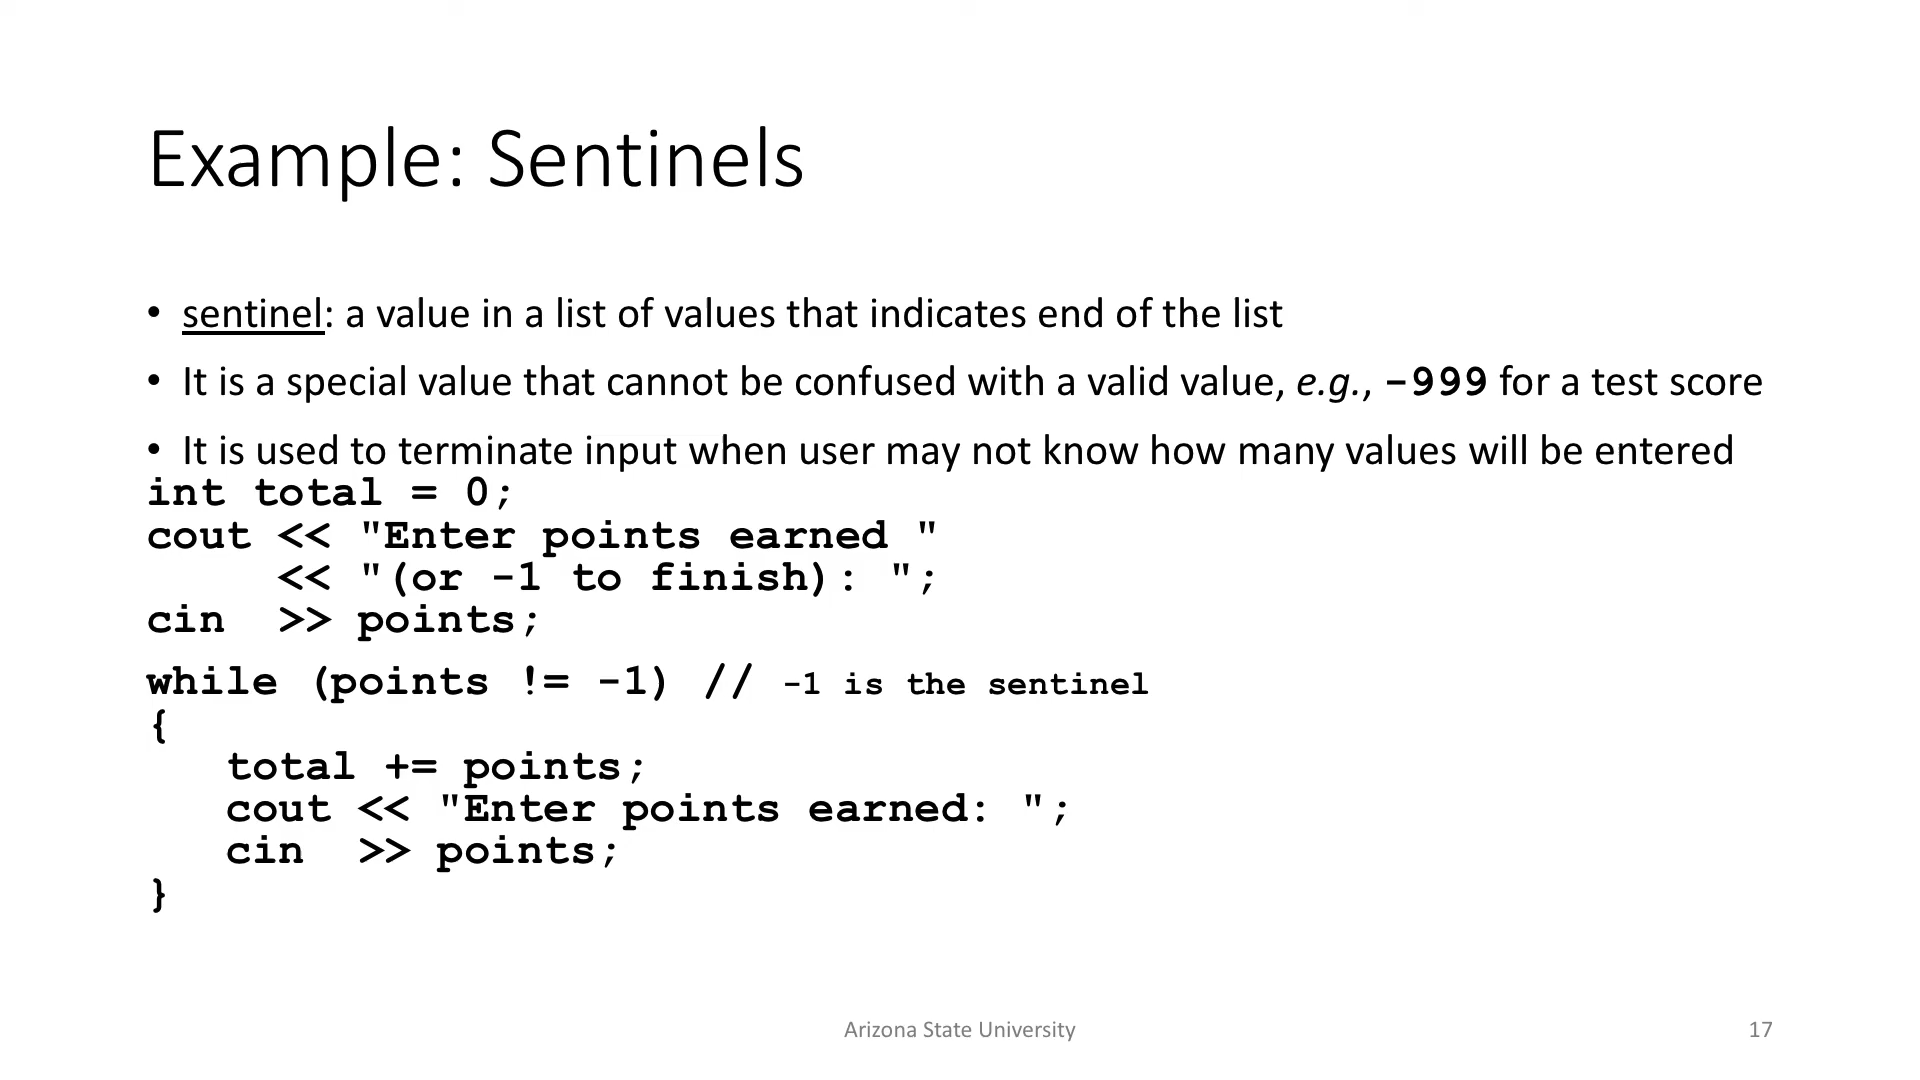 Example: Sentinels
• sentinel: a value in a list of values that indicates end of the list
• It is a special value that cannot be confused with a valid value, e.g., -999 for a test score
• It is used to terminate input when user may not know how many values will be entered
int total = 0;
cout << "Enter points earned "
     << "(or -1 to finish): ";
cin  >> points;
while (points != -1) // -1 is the sentinel
{
   total += points;
   cout << "Enter points earned: ";
   cin  >> points;
}
Arizona State University
17